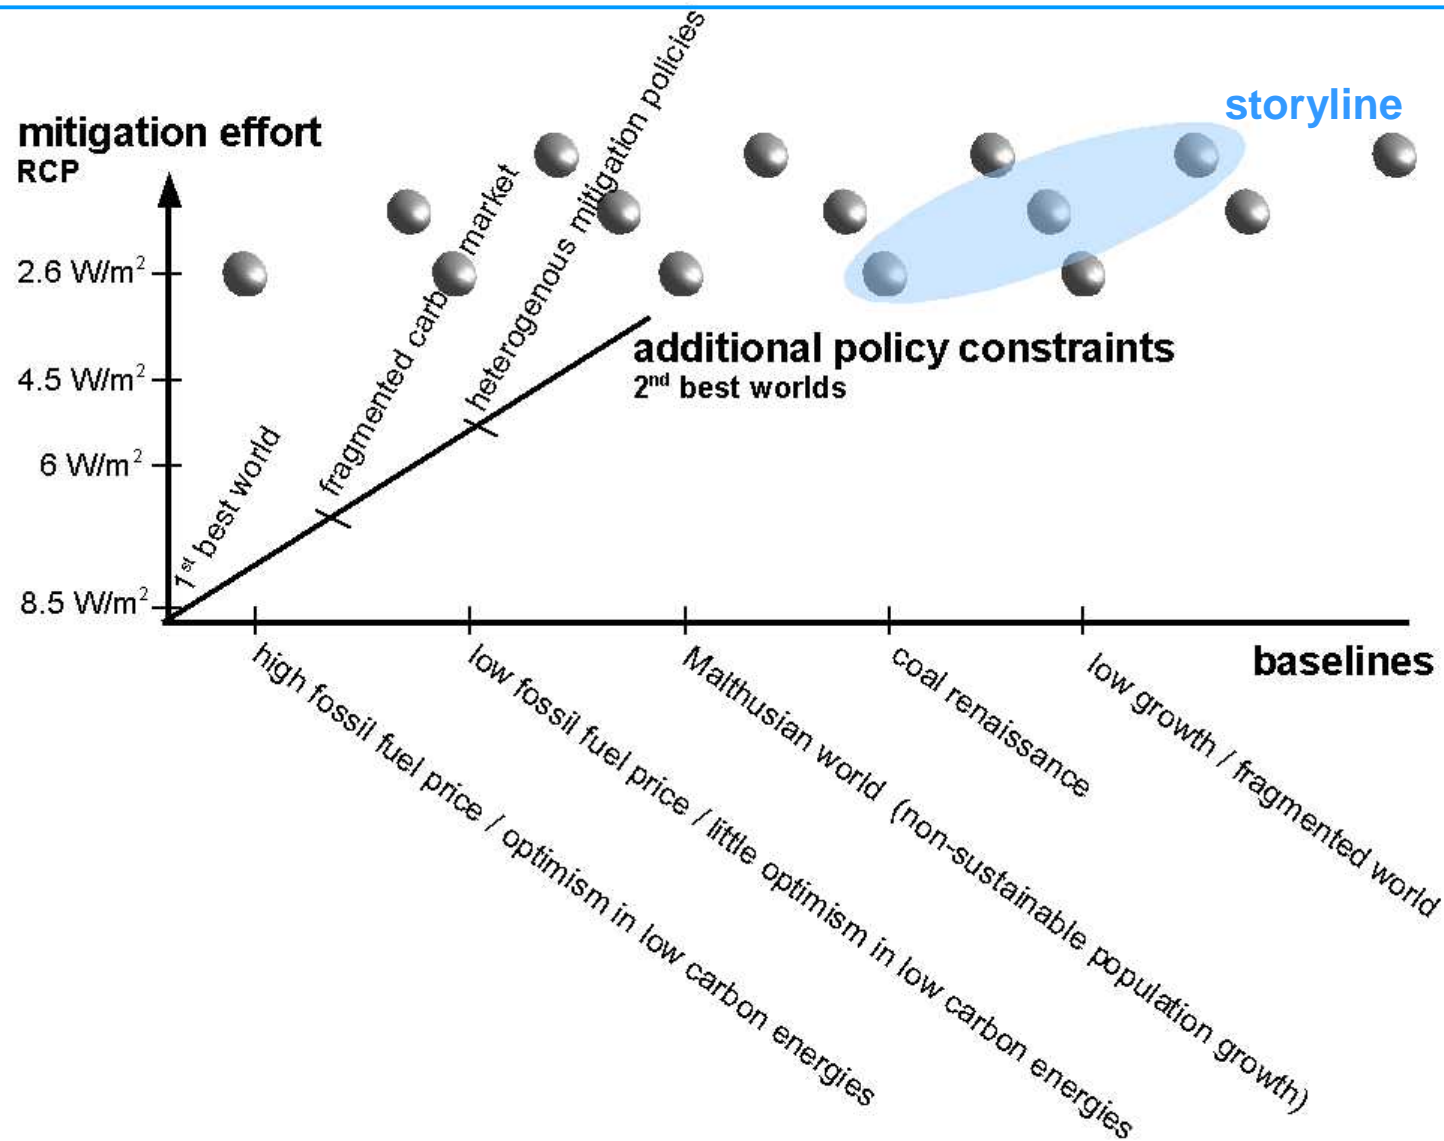 storyline
mitigation effort
RCP
2.6 W/m²
4.5 W/m²
6 W/m²
8.5 W/m²
1st best world
fragmented carb market
heterogenous mitigation policies
additional policy constraints
2nd best worlds
baselines
high fossil fuel price / optimism in low carbon energies
low fossil fuel price / little optimism in low carbon energies
Malthusian world (non-sustainable population growth)
coal renaissance
low growth / fragmented world